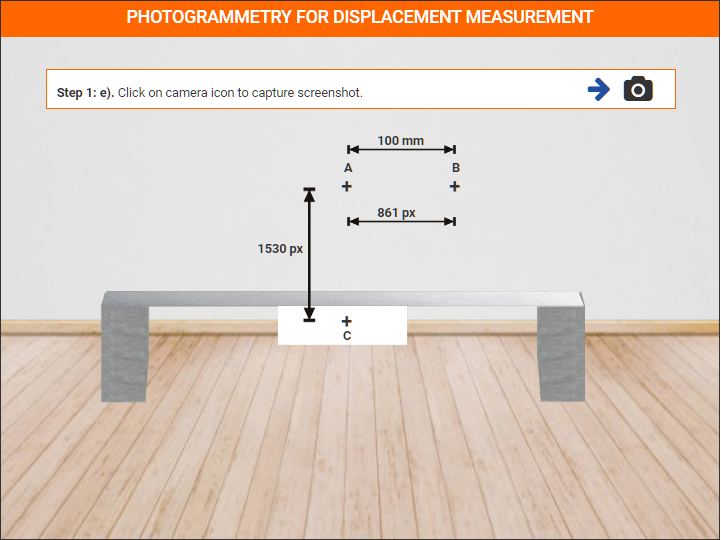 PHOTOGRAMMETRY FOR DISPLACEMENT MEASUREMENT
Step 1: e). Click on camera icon to capture screenshot.
100 mm
A B
861 px
1530 px
C